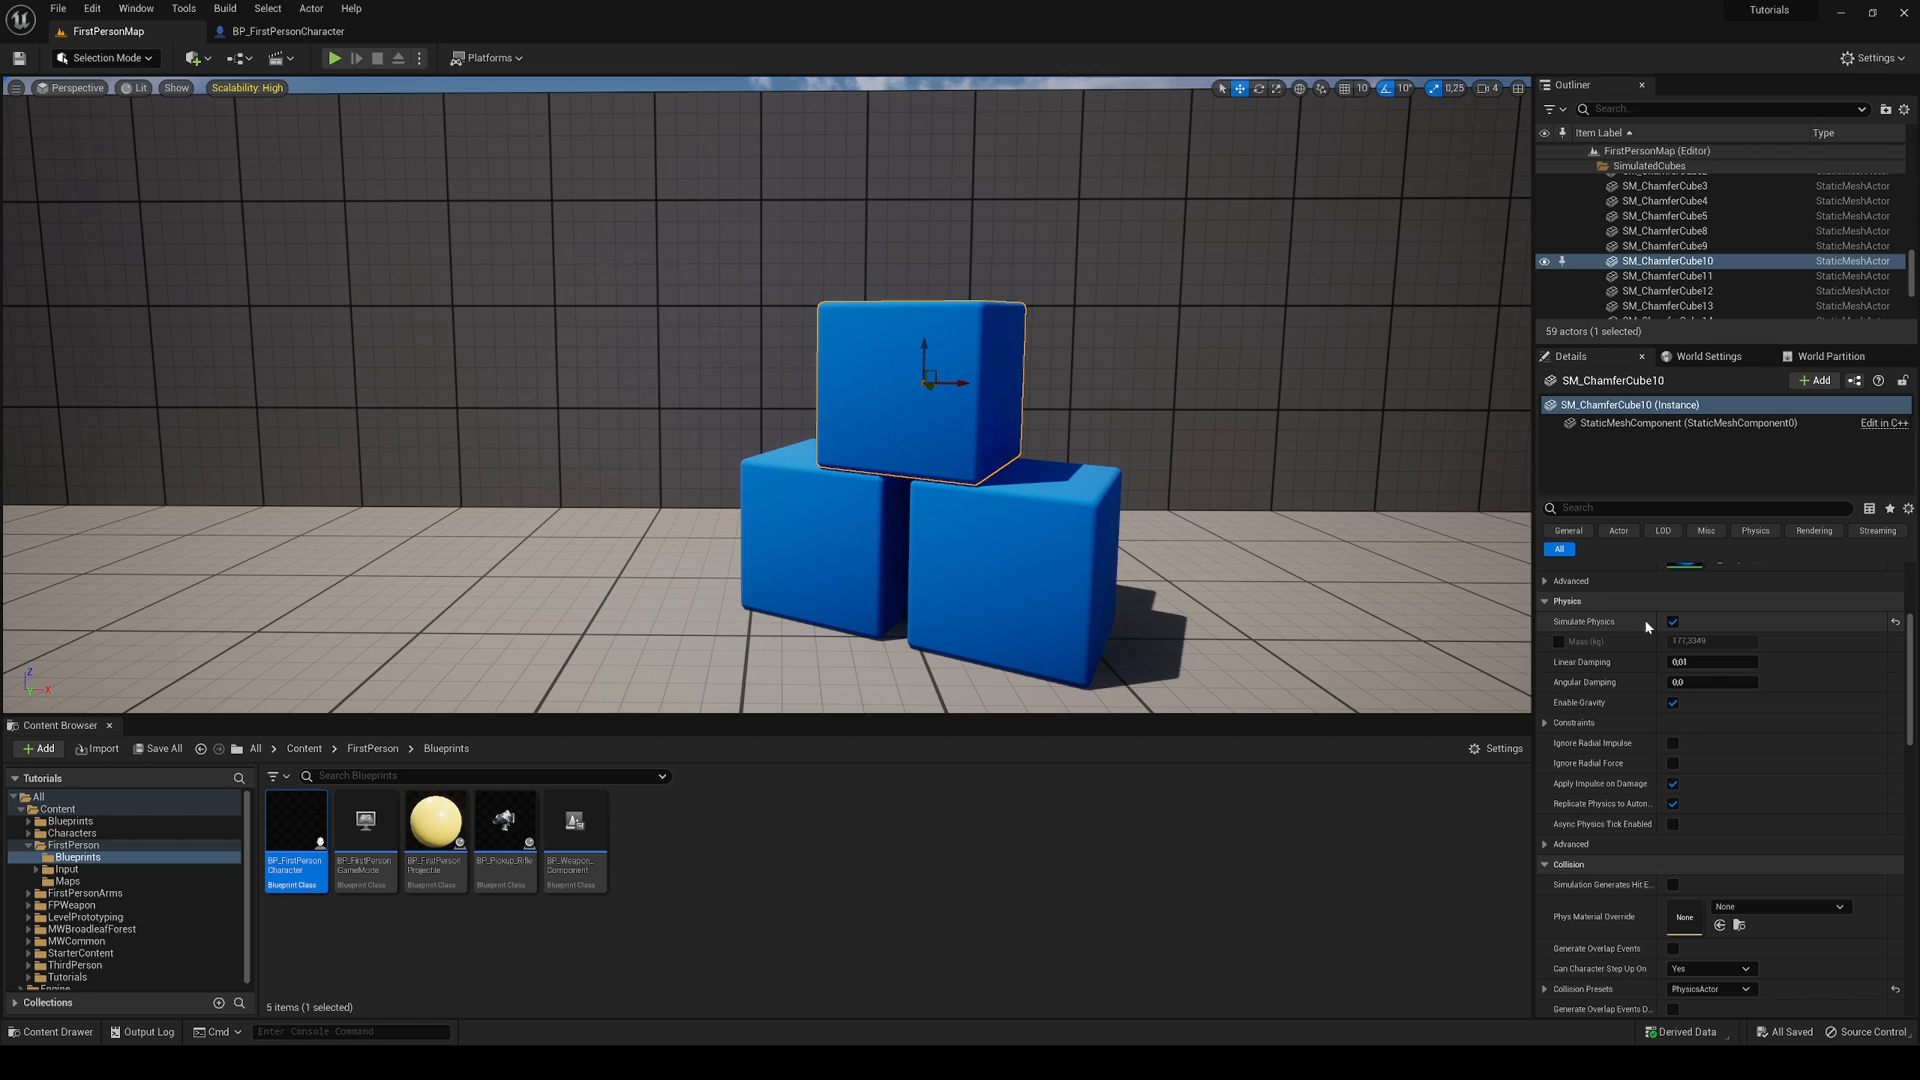 File Edit Window Tools Build Select Actor Help
Tutorials
FirstPersonMap
BP_FirstPersonCharacter
Selection Mode
Platforms
Settings
Perspective Lit Show Scalability: High
10 10° 0,25 4
Outliner
Search...
Item Label Type
FirstPersonMap (Editor)
SimulatedCubes
SM_ChamferCube3 StaticMeshActor
SM_ChamferCube4 StaticMeshActor
SM_ChamferCube5 StaticMeshActor
SM_ChamferCube8 StaticMeshActor
SM_ChamferCube9 StaticMeshActor
SM_ChamferCube10 StaticMeshActor
SM_ChamferCube11 StaticMeshActor
SM_ChamferCube12 StaticMeshActor
SM_ChamferCube13 StaticMeshActor
59 actors (1 selected)
Details World Settings World Partition
SM_ChamferCube10
Add
SM_ChamferCube10 (Instance)
StaticMeshComponent (StaticMeshComponent0) Edit in C++
Search
General Actor LOD Misc Physics Rendering Streaming
All
Advanced
Physics
Simulate Physics
Mass (kg) 177,3349
Linear Damping 0,01
Angular Damping 0,0
Enable Gravity
Constraints
Ignore Radial Impulse
Ignore Radial Force
Apply Impulse on Damage
Replicate Physics to Auton...
Async Physics Tick Enabled
Advanced
Collision
Simulation Generates Hit E...
Phys Material Override None None
Generate Overlap Events
Can Character Step Up On Yes
Collision Presets PhysicsActor
Generate Overlap Events D...
Z
Y X
Content Browser
Add Import Save All All > Content > FirstPerson > Blueprints
Settings
Tutorials
Search Blueprints
All
Content
Blueprints
Characters
FirstPerson
Blueprints
Input
Maps
FirstPersonArms
FPWeapon
LevelPrototyping
MWBroadleafForest
MWCommon
StarterContent
ThirdPerson
Tutorials
Engine
Collections
BP_FirstPerson
Character
Blueprint Class
BP_FirstPerson
GameMode
Blueprint Class
BP_FirstPerson
Projectile
Blueprint Class
BP_Pickup_Rifle
Blueprint Class
BP_Weapon_
Component
Blueprint Class
5 items (1 selected)
Content Drawer Output Log Cmd Enter Console Command
Derived Data All Saved Source Control